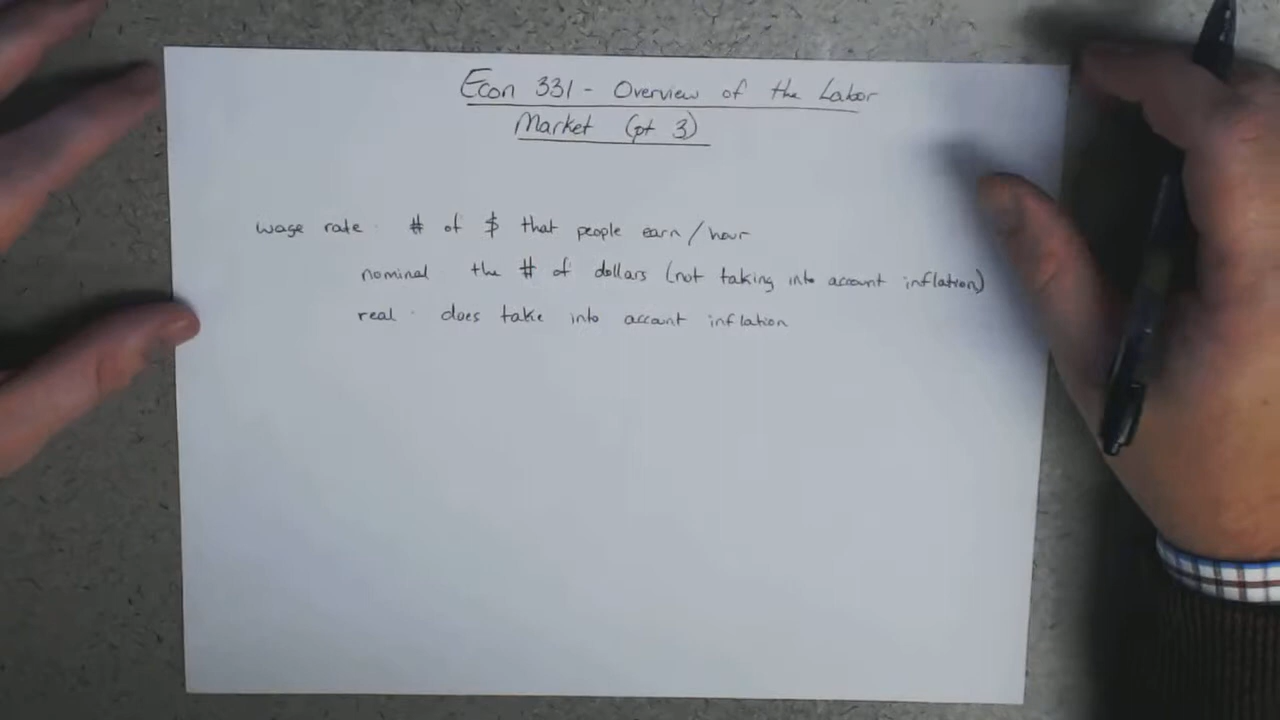 Econ 331 - Overview of the Labor
Market (pt 3)
wage rate: # of $ that people earn/hour
nominal: the # of dollars (not taking into account inflation)
real: does take into account inflation